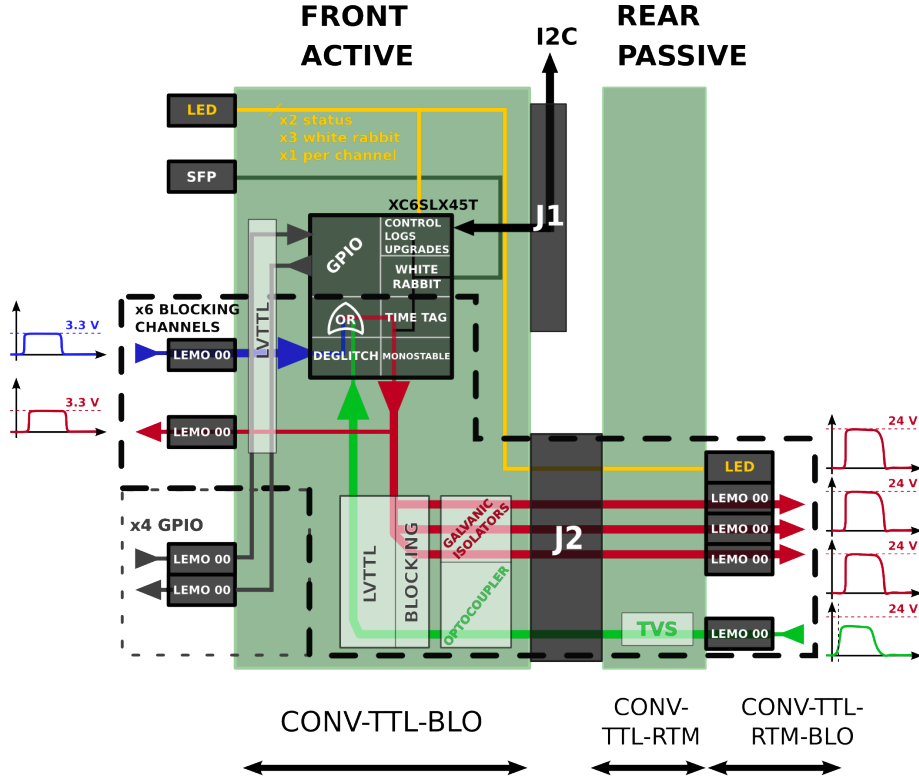 FRONT
ACTIVE
REAR
PASSIVE
I2C
LED
x2 status
x3 white rabbit
x1 per channel
SFP
XC6SLX45T
J1
GPIO
CONTROL
LOGS
UPGRADES
WHITE
RABBIT
LVTTL
x6 BLOCKING
CHANNELS
OR
TIME TAG
3.3 V
LEMO 00
DEGLITCH
MONOSTABLE
3.3 V
LEMO 00
24 V
LED
24 V
LEMO 00
GALVANIC
ISOLATORS
x4 GPIO
LEMO 00
J2
LEMO 00
24 V
LEMO 00
LVTTL
BLOCKING
LEMO 00
OPTOCOUPLER
24 V
TVS
LEMO 00
CONV-TTL-BLO
CONV-
TTL-RTM
CONV-TTL-
RTM-BLO